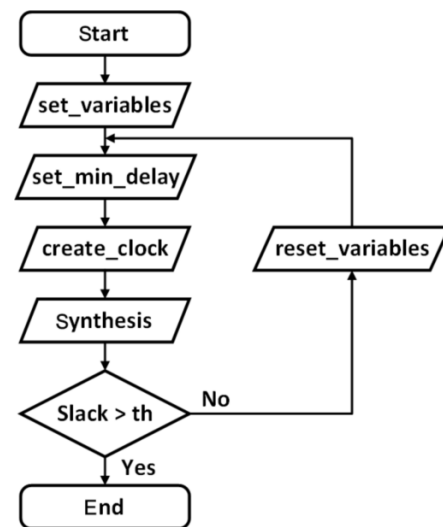 Start
set_variables
set_min_delay
create_clock
reset_variables
Synthesis
Slack > th
No
Yes
End